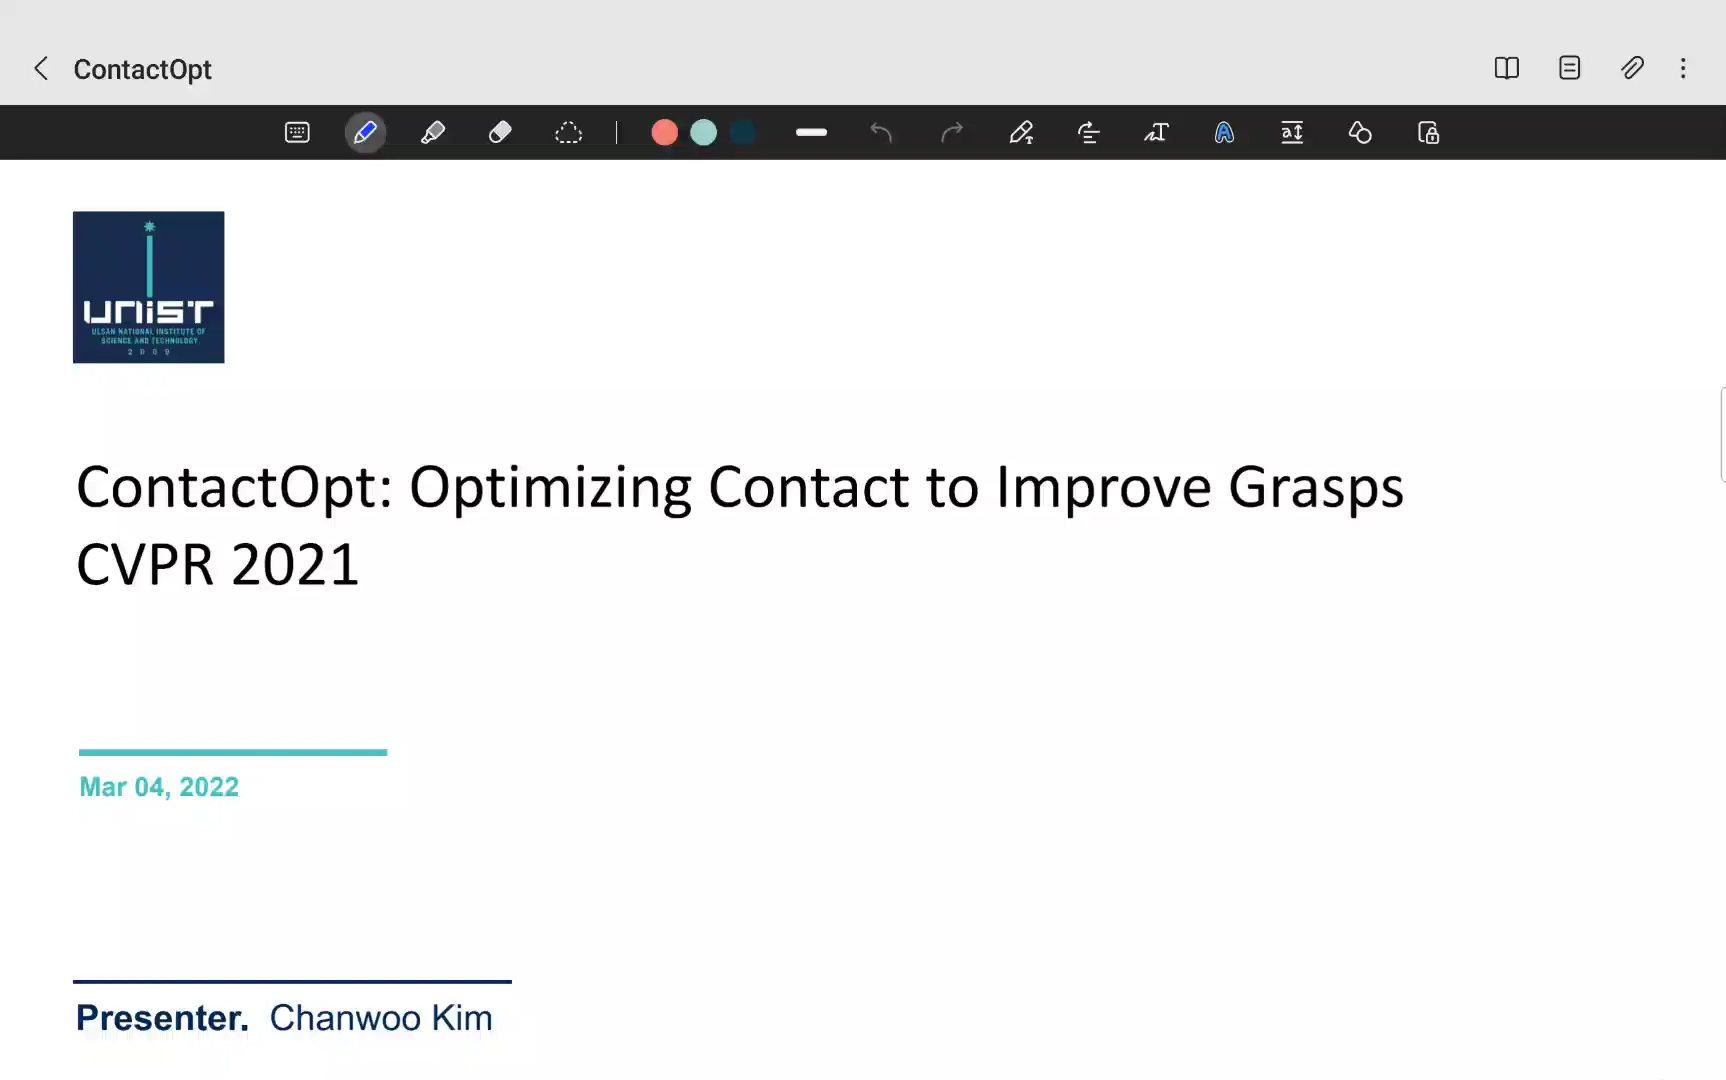 ContactOpt
UNIST
ULSAN NATIONAL INSTITUTE OF
SCIENCE AND TECHNOLOGY
2009
ContactOpt: Optimizing Contact to Improve Grasps
CVPR 2021
Mar 04, 2022
Presenter. Chanwoo Kim